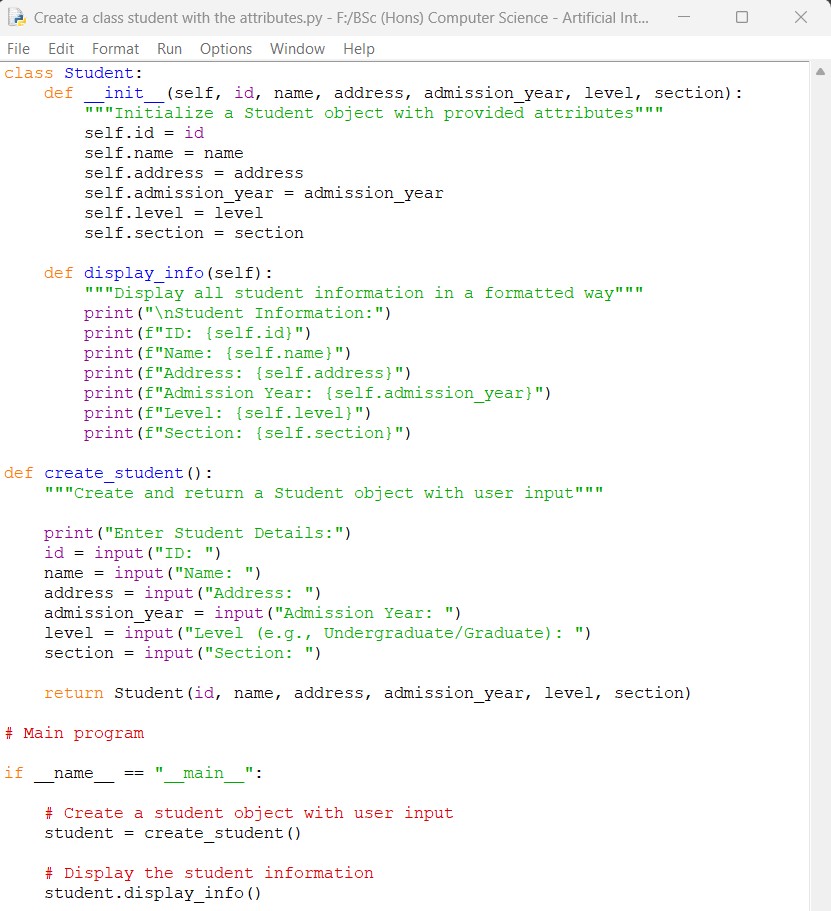 Create a class student with the attributes.py - F:/BSc (Hons) Computer Science - Artificial Int...
File Edit Format Run Options Window Help
class Student:
    def __init__(self, id, name, address, admission_year, level, section):
        """Initialize a Student object with provided attributes"""
        self.id = id
        self.name = name
        self.address = address
        self.admission_year = admission_year
        self.level = level
        self.section = section

    def display_info(self):
        """Display all student information in a formatted way"""
        print("\nStudent Information:")
        print(f"ID: {self.id}")
        print(f"Name: {self.name}")
        print(f"Address: {self.address}")
        print(f"Admission Year: {self.admission_year}")
        print(f"Level: {self.level}")
        print(f"Section: {self.section}")

def create_student():
    """Create and return a Student object with user input"""

    print("Enter Student Details:")
    id = input("ID: ")
    name = input("Name: ")
    address = input("Address: ")
    admission_year = input("Admission Year: ")
    level = input("Level (e.g., Undergraduate/Graduate): ")
    section = input("Section: ")

    return Student(id, name, address, admission_year, level, section)

# Main program

if __name__ == "__main__":

    # Create a student object with user input
    student = create_student()

    # Display the student information
    student.display_info()